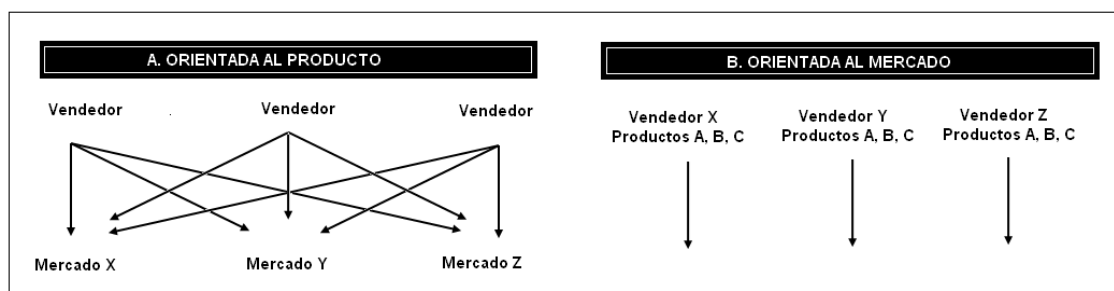 A. ORIENTADA AL PRODUCTO
Vendedor
Vendedor
Vendedor
Mercado X
Mercado Y
Mercado Z
B. ORIENTADA AL MERCADO
Vendedor X
Productos A, B, C
Vendedor Y
Productos A, B, C
Vendedor Z
Productos A, B, C